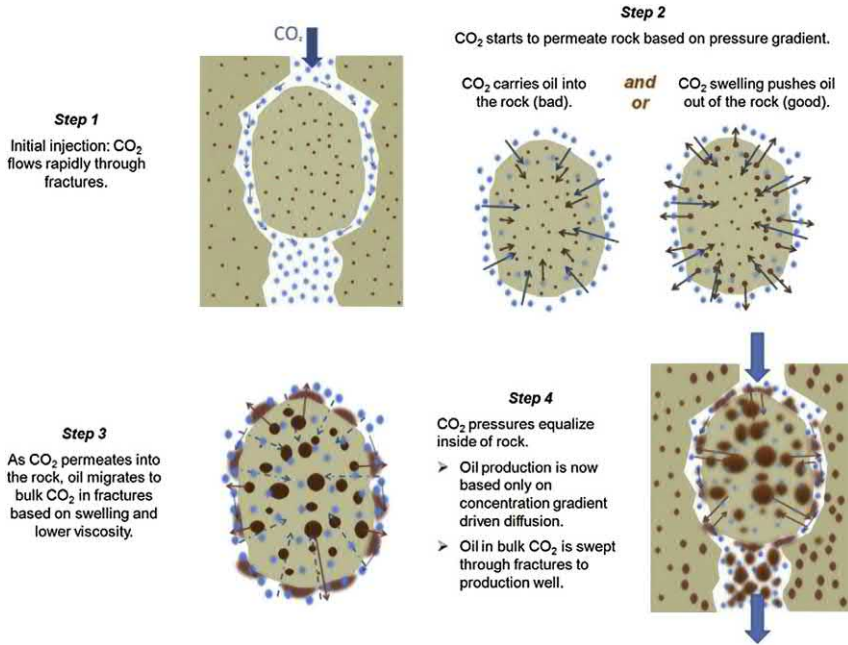 CO₂
Step 1
Initial injection: CO₂
flows rapidly through
fractures.
Step 2
CO₂ starts to permeate rock based on pressure gradient.
CO₂ carries oil into
the rock (bad).
and
or
CO₂ swelling pushes oil
out of the rock (good).
Step 3
As CO₂ permeates into
the rock, oil migrates to
bulk CO₂ in fractures
based on swelling and
lower viscosity.
Step 4
CO₂ pressures equalize
inside of rock.
➤ Oil production is now
based only on
concentration gradient
driven diffusion.
➤ Oil in bulk CO₂ is swept
through fractures to
production well.